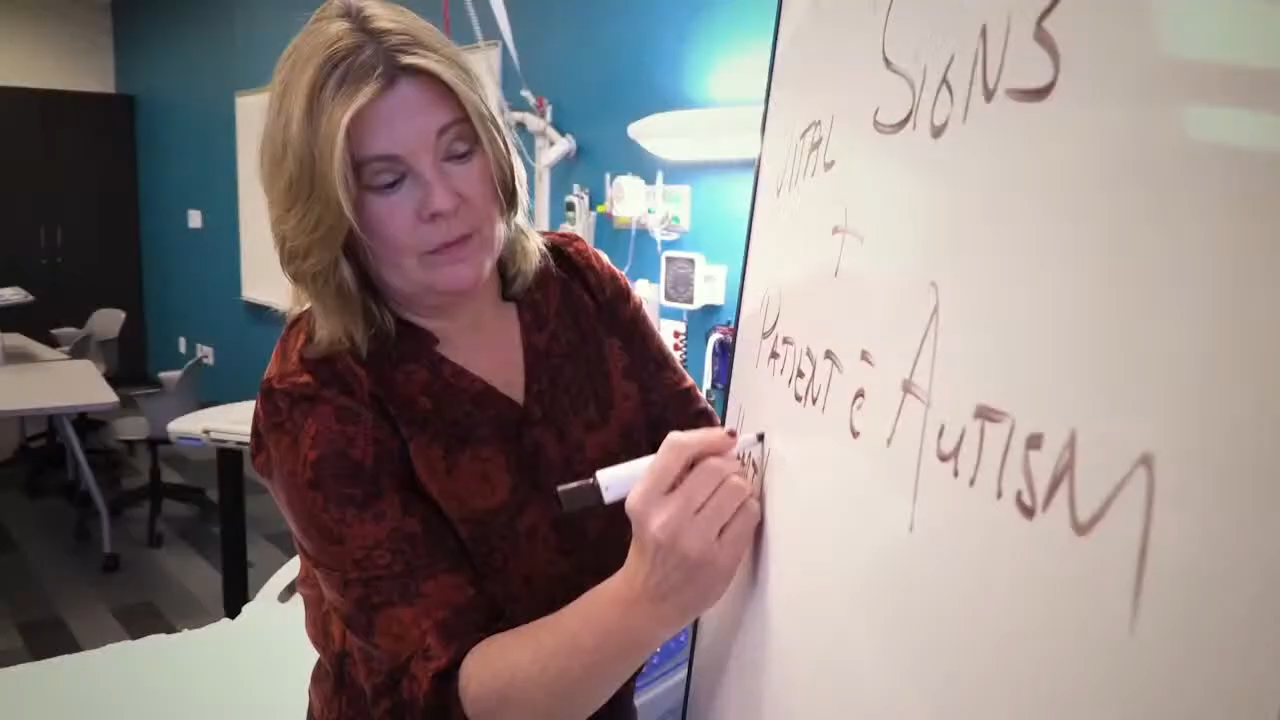 VITAL SIGNS
+
PATIENT c̄ AUTISM